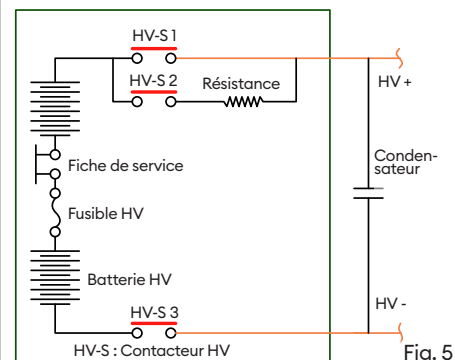 HV-S 1
HV-S 2
Résistance
HV +
Fiche de service
Conden-
sateur
Fusible HV
Batterie HV
HV -
HV-S 3
HV-S : Contacteur HV
Fig. 5